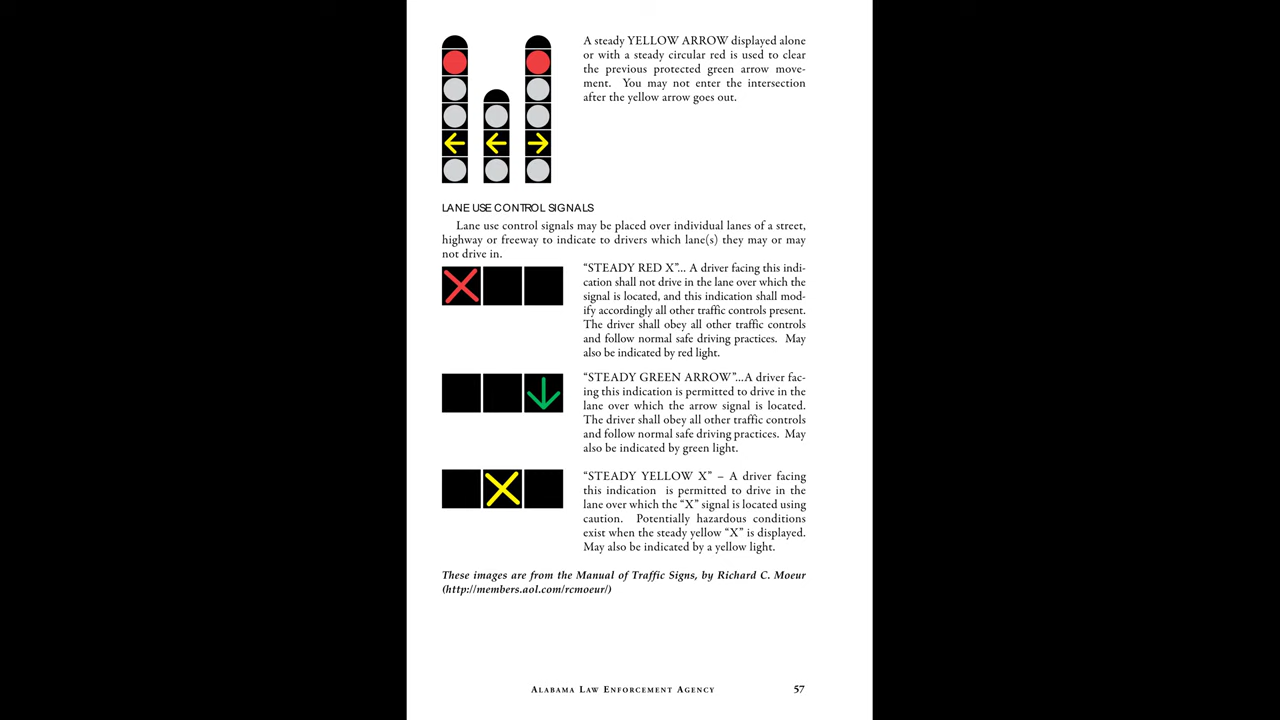 A steady YELLOW ARROW displayed alone
or with a steady circular red is used to clear
the previous protected green arrow move-
ment. You may not enter the intersection
after the yellow arrow goes out.
LANE USE CONTROL SIGNALS
Lane use control signals may be placed over individual lanes of a street,
highway or freeway to indicate to drivers which lane(s) they may or may
not drive in.
“STEADY RED X”... A driver facing this indi-
cation shall not drive in the lane over which the
signal is located, and this indication shall mod-
ify accordingly all other traffic controls present.
The driver shall obey all other traffic controls
and follow normal safe driving practices. May
also be indicated by red light.
“STEADY GREEN ARROW”...A driver fac-
ing this indication is permitted to drive in the
lane over which the arrow signal is located.
The driver shall obey all other traffic controls
and follow normal safe driving practices. May
also be indicated by green light.
“STEADY YELLOW X” – A driver facing
this indication is permitted to drive in the
lane over which the “X” signal is located using
caution. Potentially hazardous conditions
exist when the steady yellow “X” is displayed.
May also be indicated by a yellow light.
These images are from the Manual of Traffic Signs, by Richard C. Moeur
(http://members.aol.com/rcmoeur/)
ALABAMA LAW ENFORCEMENT AGENCY 57